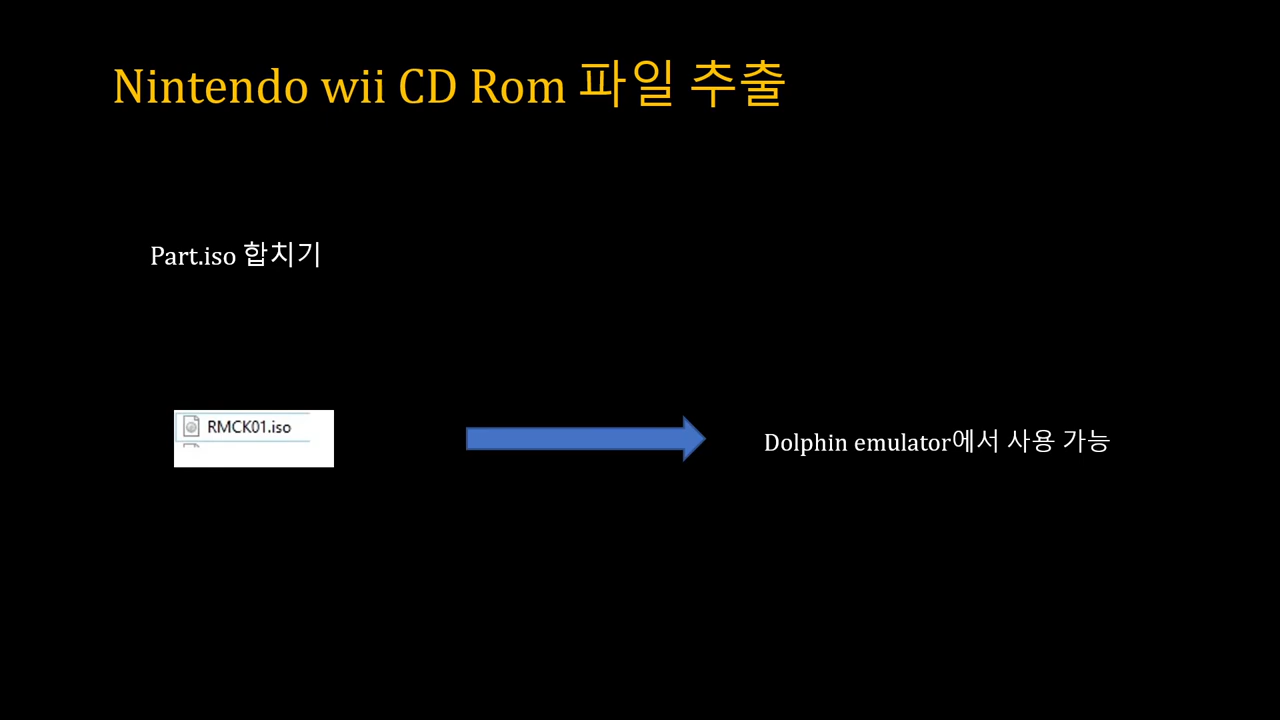 Nintendo wii CD Rom 파일 추출
Part.iso 합치기
RMCK01.iso
Dolphin emulator에서 사용 가능